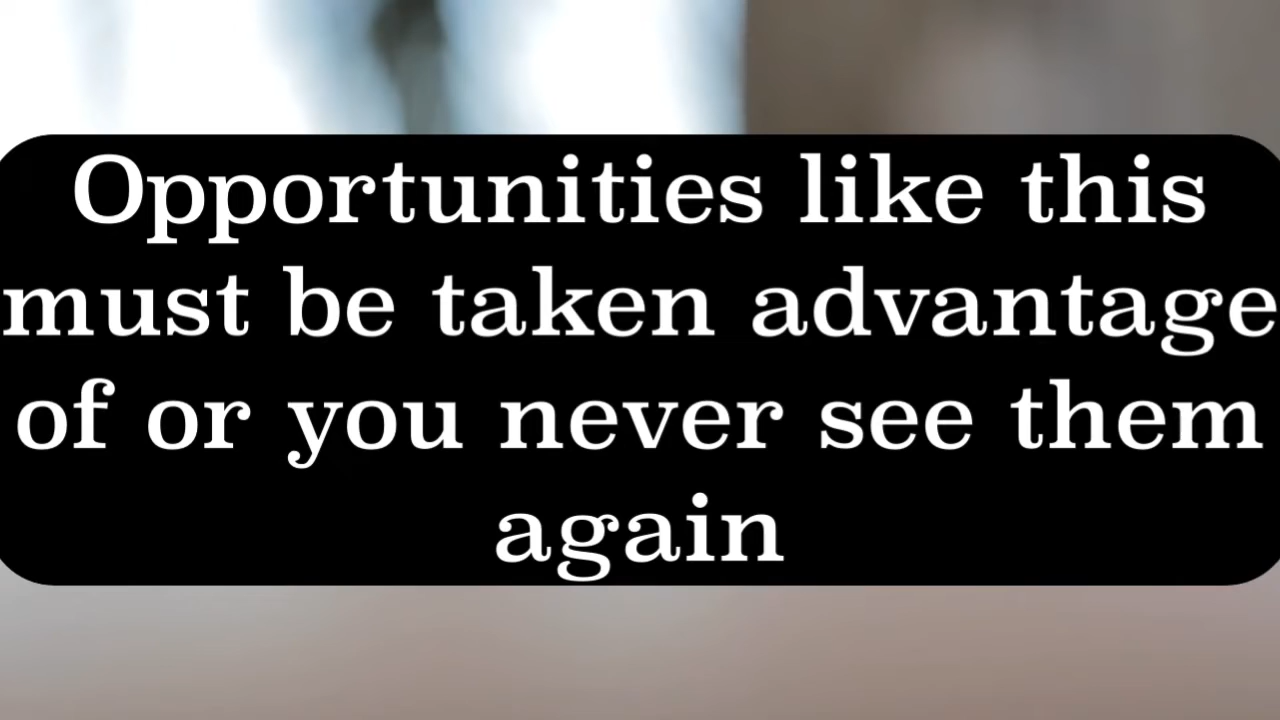 Opportunities like this
must be taken advantage
of or you never see them
again